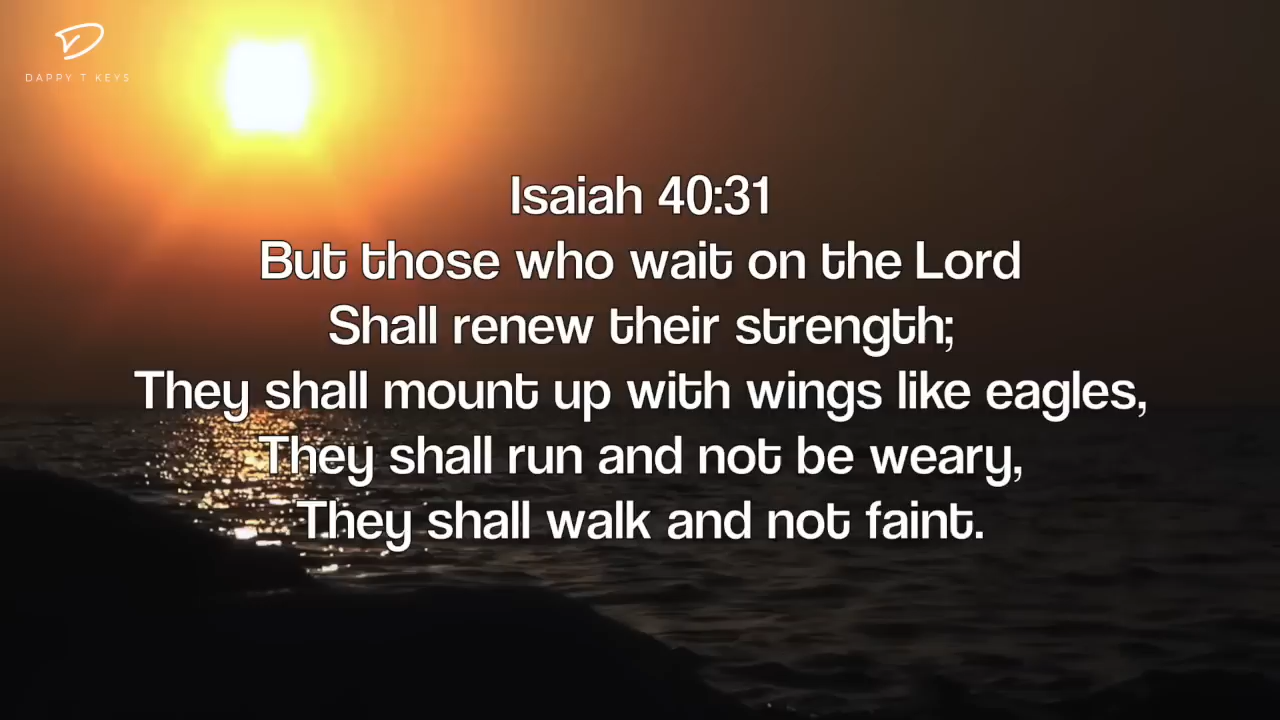 DAPPY T KEYS
Isaiah 40:31
But those who wait on the Lord
Shall renew their strength;
They shall mount up with wings like eagles,
They shall run and not be weary,
They shall walk and not faint.